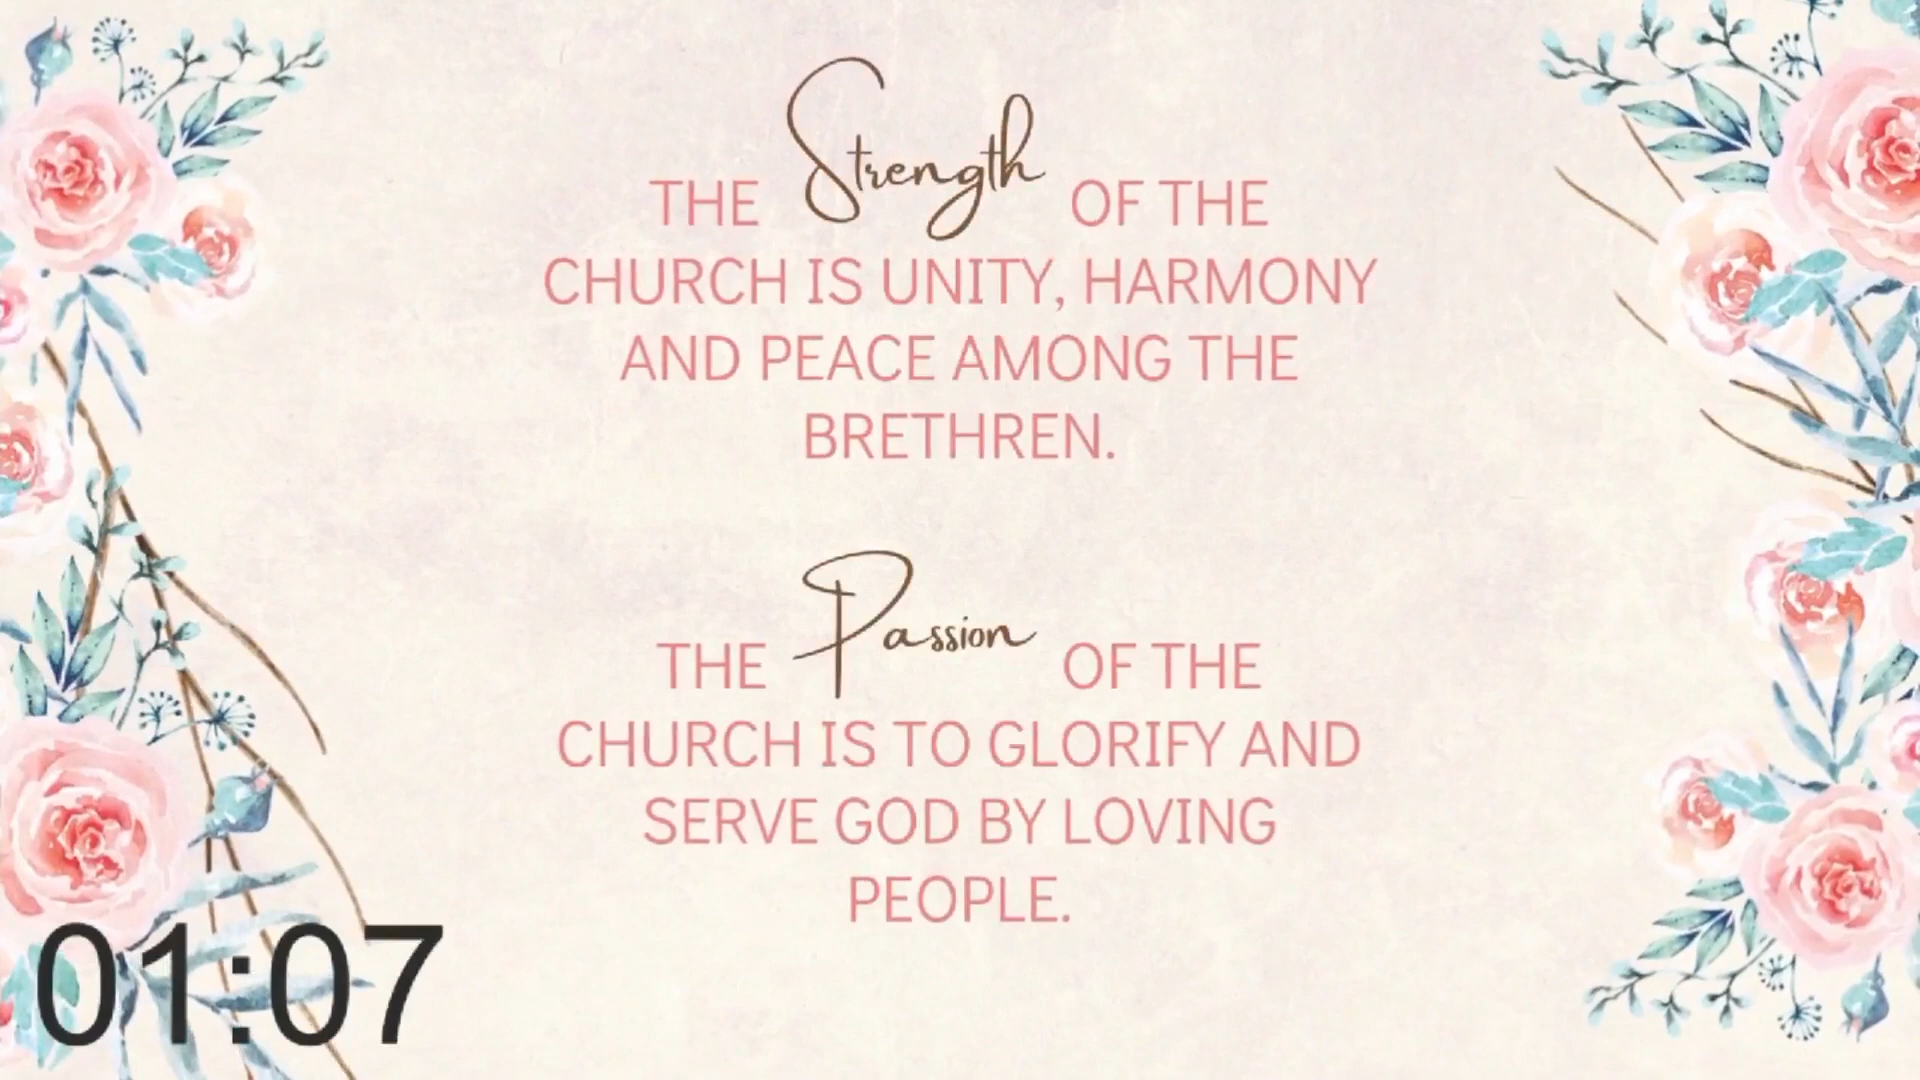 THE Strength OF THE
CHURCH IS UNITY, HARMONY
AND PEACE AMONG THE
BRETHREN.
THE Passion OF THE
CHURCH IS TO GLORIFY AND
SERVE GOD BY LOVING
PEOPLE.
01:07